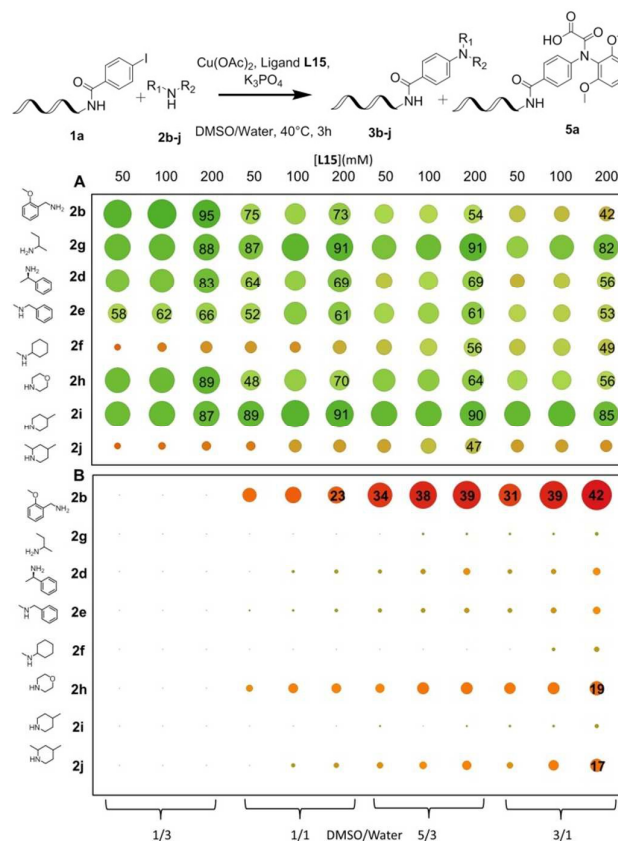 I
O
NH
1a
+
R1
N
H
R2
2b-j
Cu(OAc)2, Ligand L15,
K3PO4
DMSO/Water, 40°C, 3h
R1
N
R2
O
NH
3b-j
+
O
HO
O
N
O
O
NH
5a
[L15](mM)
50 100 200 50 100 200 50 100 200 50 100 200
A
2b 95 75 73 54 42
2g 88 87 91 91 82
2d 83 64 69 69 56
2e 58 62 66 52 61 61 53
2f 56 49
2h 89 48 70 64 56
2i 87 89 91 90 85
2j 47
B
2b 23 34 38 39 31 39 42
2g
2d
2e
2f
2h 19
2i
2j 17
1/3 1/1 DMSO/Water 5/3 3/1